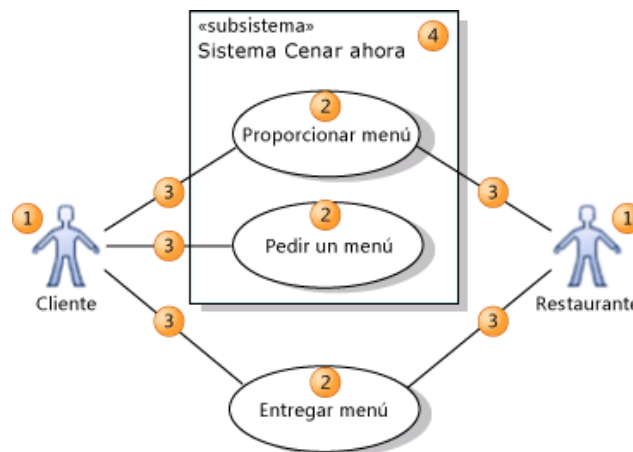 «subsistema»
Sistema Cenar ahora
4
2
Proporcionar menú
3
3
1
1
2
Pedir un menú
3
Cliente
Restaurante
3
3
2
Entregar menú